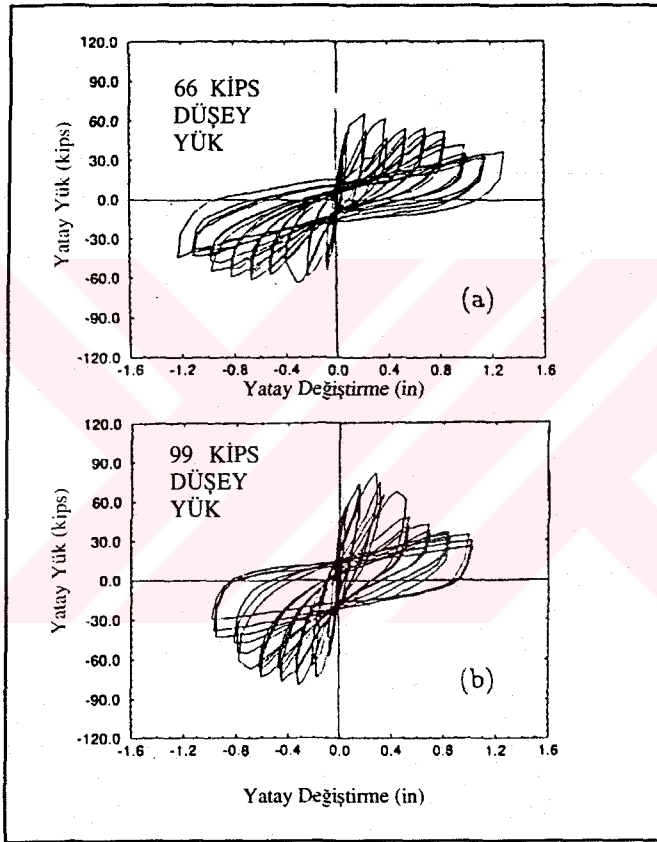 120.0
90.0
60.0
30.0
0.0
-30.0
-60.0
-90.0
-120.0
Yatay Yük (kips)
66 KİPS
DÜŞEY
YÜK
(a)
-1.6 -1.2 -0.8 -0.4 0.0 0.4 0.8 1.2 1.6
Yatay Değiştirme (in)
120.0
90.0
60.0
30.0
0.0
-30.0
-60.0
-90.0
-120.0
Yatay Yük (kips)
99 KİPS
DÜŞEY
YÜK
(b)
-1.6 -1.2 -0.8 -0.4 0.0 0.4 0.8 1.2 1.6
Yatay Değiştirme (in)